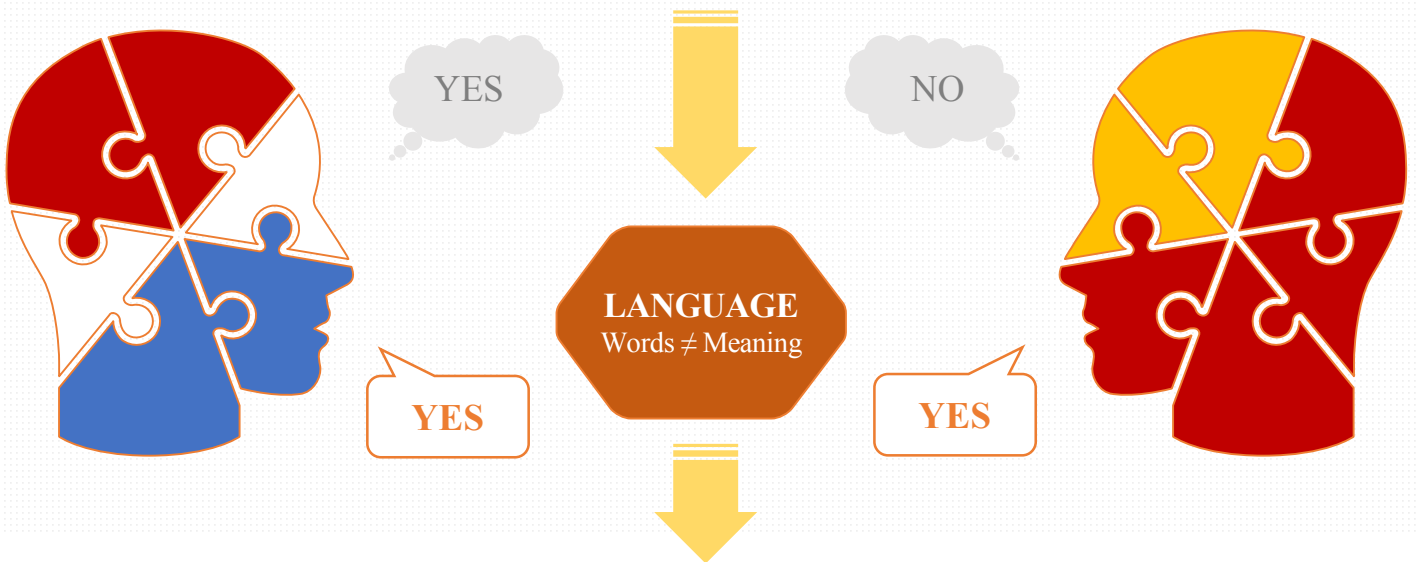 YES
NO
LANGUAGE
Words ≠ Meaning
YES
YES